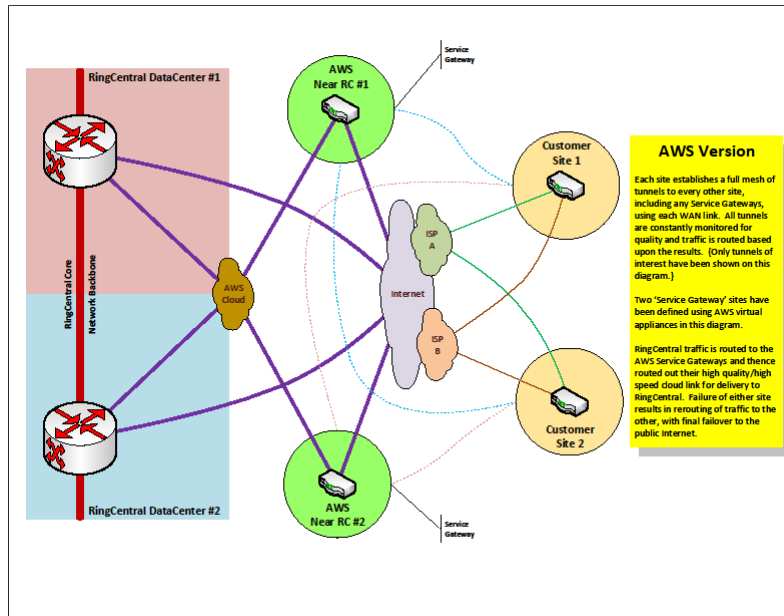 RingCentral DataCenter #1
AWS
Near RC #1
Service
Gateway
Customer
Site 1
ISP
A
RingCentral Core
Network Backbone
AWS
Cloud
Internet
ISP
B
Customer
Site 2
RingCentral DataCenter #2
AWS
Near RC #2
Service
Gateway
AWS Version
Each site establishes a full mesh of
tunnels to every other site,
including any Service Gateways,
using each WAN link. All tunnels
are constantly monitored for
quality and traffic is routed based
upon the results. {Only tunnels of
interest have been shown on this
diagram.}
Two 'Service Gateway' sites have
been defined using AWS virtual
appliances in this diagram.
RingCentral traffic is routed to the
AWS Service Gateways and thence
routed out their high quality/high
speed cloud link for delivery to
RingCentral. Failure of either site
results in rerouting of traffic to the
other, with final failover to the
public Internet.